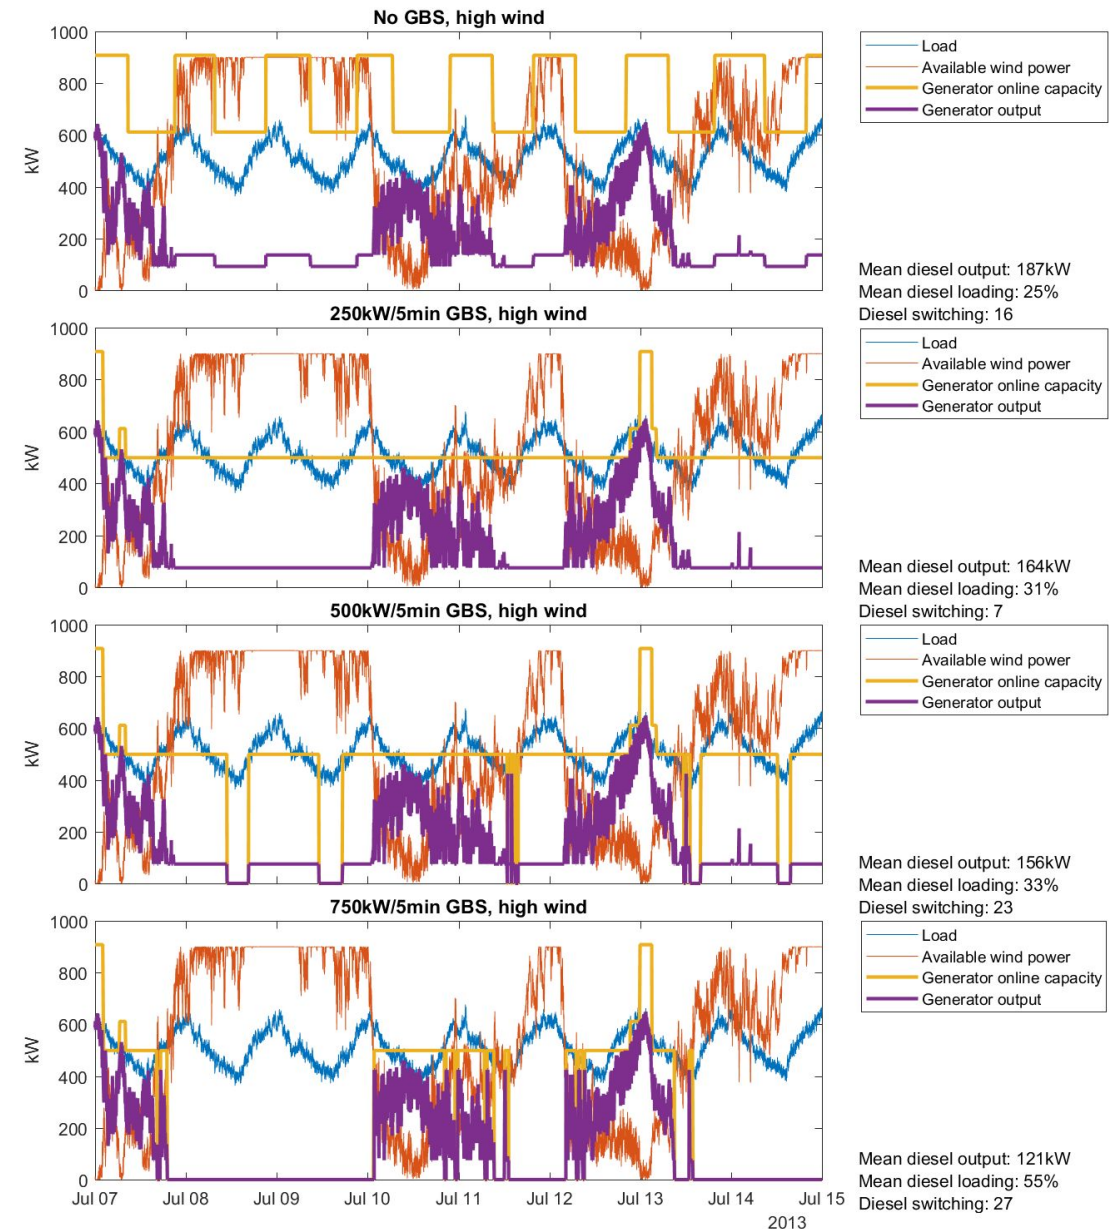 No GBS, high wind
1000
800
600
400
200
0
kW
Load
Available wind power
Generator online capacity
Generator output
Mean diesel output: 187kW
Mean diesel loading: 25%
Diesel switching: 16
250kW/5min GBS, high wind
1000
800
600
400
200
0
kW
Load
Available wind power
Generator online capacity
Generator output
Mean diesel output: 164kW
Mean diesel loading: 31%
Diesel switching: 7
500kW/5min GBS, high wind
1000
800
600
400
200
0
kW
Load
Available wind power
Generator online capacity
Generator output
Mean diesel output: 156kW
Mean diesel loading: 33%
Diesel switching: 23
750kW/5min GBS, high wind
1000
800
600
400
200
0
kW
Load
Available wind power
Generator online capacity
Generator output
Mean diesel output: 121kW
Mean diesel loading: 55%
Diesel switching: 27
Jul 07 Jul 08 Jul 09 Jul 10 Jul 11 Jul 12 Jul 13 Jul 14 Jul 15
2013